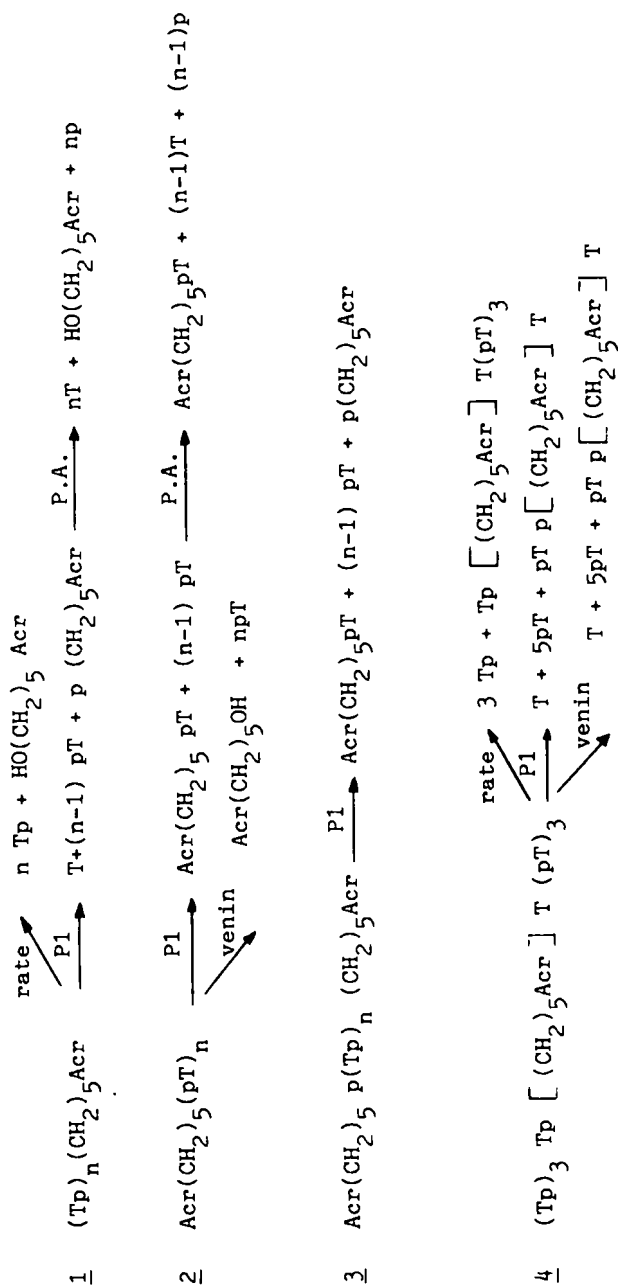 rate n Tp + HO(CH2)5 Acr
1 (Tp)n(CH2)5Acr P1 T+(n-1) pT + p (CH2)5Acr P.A. nT + HO(CH2)5Acr + np
2 Acr(CH2)5(pT)n P1 Acr(CH2)5 pT + (n-1) pT P.A. Acr(CH2)5pT + (n-1)T + (n-1)p
venin Acr(CH2)5OH + npT
3 Acr(CH2)5 p(Tp)n (CH2)5Acr P1 Acr(CH2)5pT + (n-1) pT + p(CH2)5Acr
rate 3 Tp + Tp [(CH2)5Acr] T(pT)3
4 (Tp)3 Tp [(CH2)5Acr] T (pT)3 P1 T + 5pT + pT p[(CH2)5Acr] T
venin T + 5pT + pT p[(CH2)5Acr] T